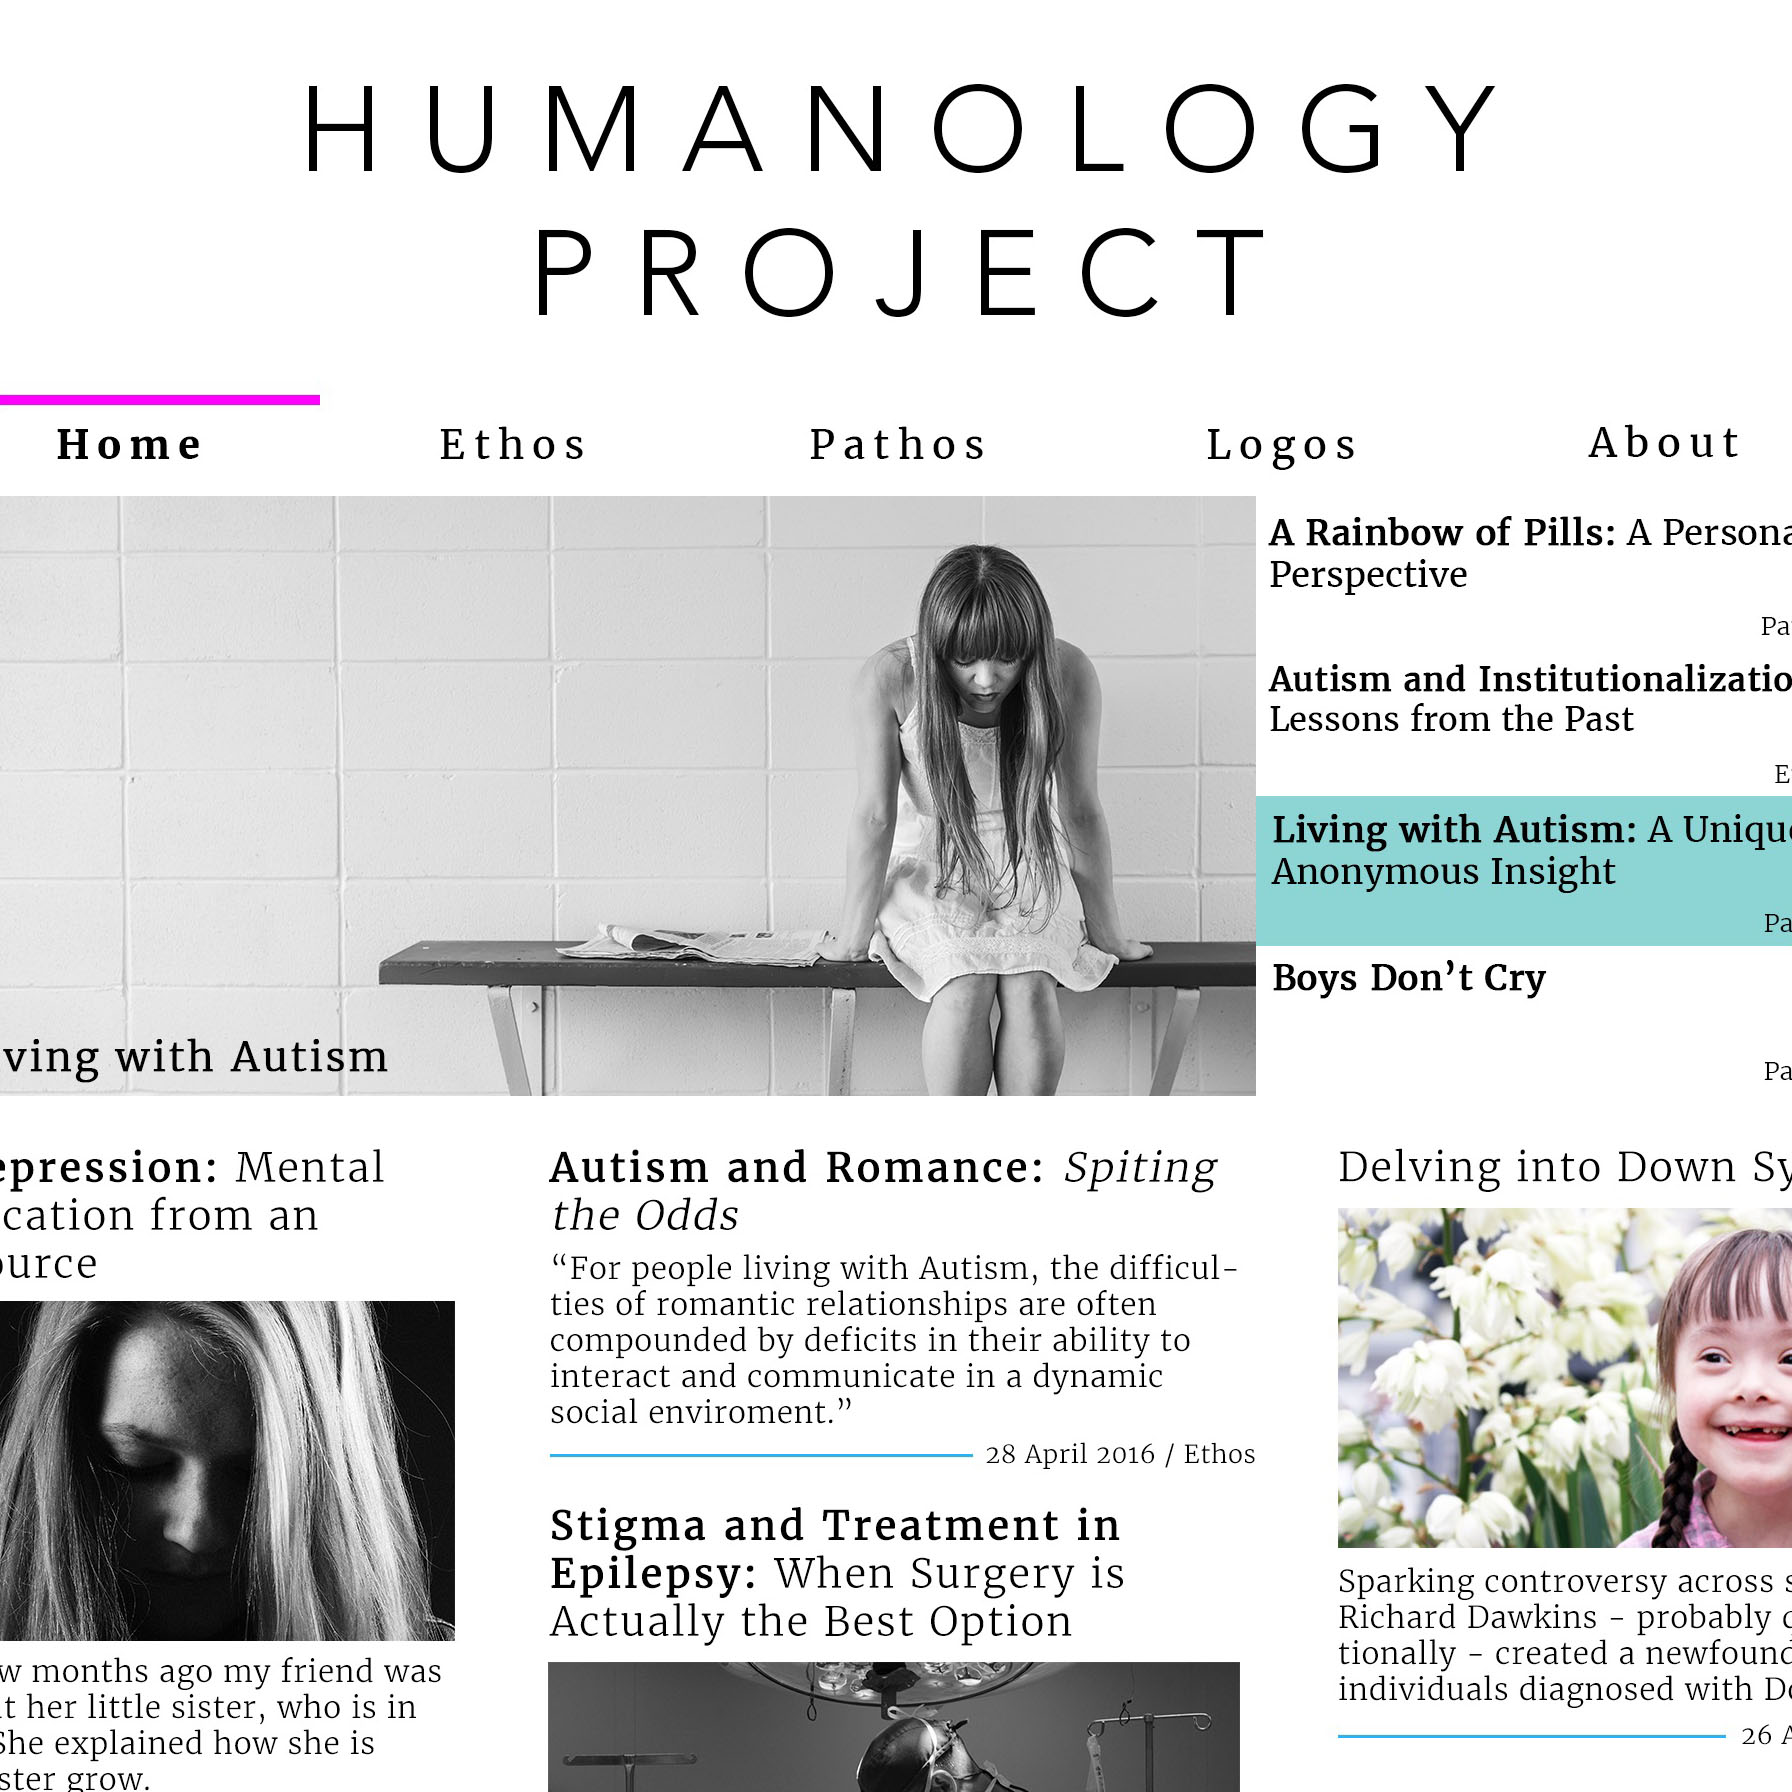 HUMANOLOGY
PROJECT
Home Ethos Pathos Logos About
A Rainbow of Pills: A Persona
Perspective
Pa
Autism and Institutionalizatio
Lessons from the Past
E
Living with Autism: A Uniqu
Anonymous Insight
Pa
Boys Don’t Cry
Pa
ving with Autism
epression: Mental
cation from an
ource
w months ago my friend was
t her little sister, who is in
She explained how she is
ster grow.
Autism and Romance: Spiting
the Odds
“For people living with Autism, the difficul-
ties of romantic relationships are often
compounded by deficits in their ability to
interact and communicate in a dynamic
social enviroment.”
28 April 2016 / Ethos
Stigma and Treatment in
Epilepsy: When Surgery is
Actually the Best Option
Delving into Down Sy
Sparking controversy across s
Richard Dawkins - probably
tionally - created a newfound
individuals diagnosed with Do
26 A